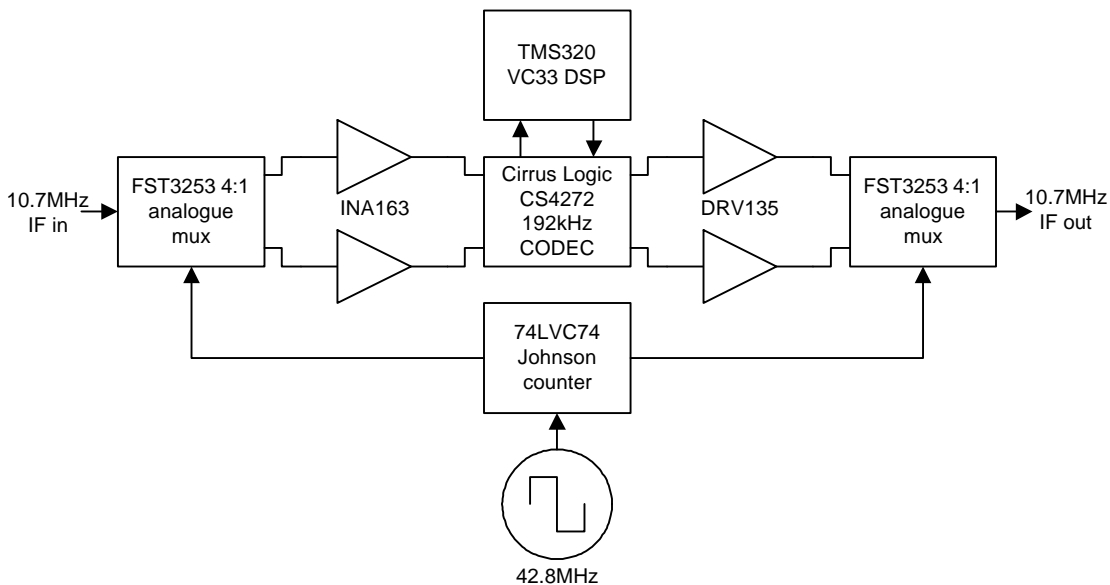 TMS320
VC33 DSP
10.7MHz
IF in
FST3253 4:1
analogue
mux
INA163
Cirrus Logic
CS4272
192kHz
CODEC
DRV135
FST3253 4:1
analogue
mux
10.7MHz
IF out
74LVC74
Johnson
counter
42.8MHz